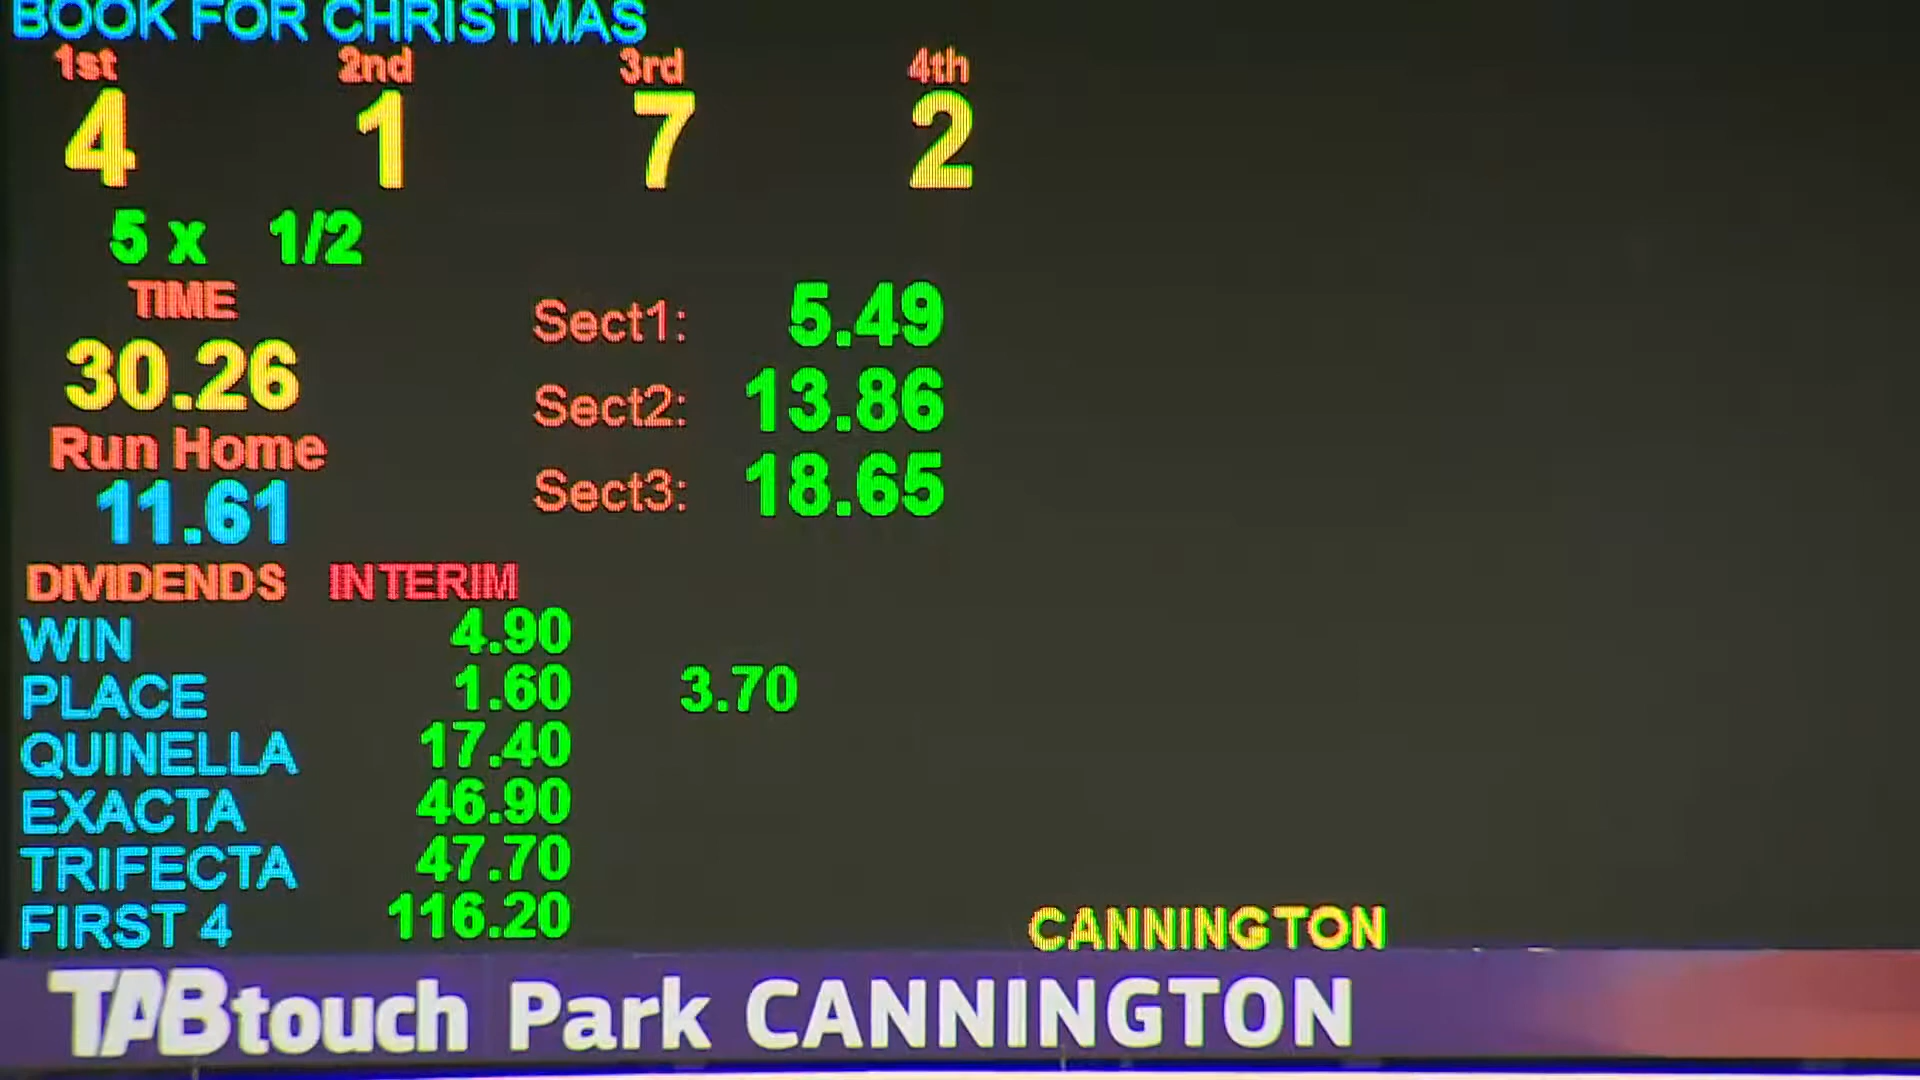 BOOK FOR CHRISTMAS
1st 2nd 3rd 4th
4 1 7 2
5 x 1/2
TIME
30.26
Run Home
11.61
Sect1: 5.49
Sect2: 13.86
Sect3: 18.65
DIVIDENDS INTERIM
WIN 4.90
PLACE 1.60 3.70
QUINELLA 17.40
EXACTA 46.90
TRIFECTA 47.70
FIRST 4 116.20
CANNINGTON
TABtouch Park CANNINGTON